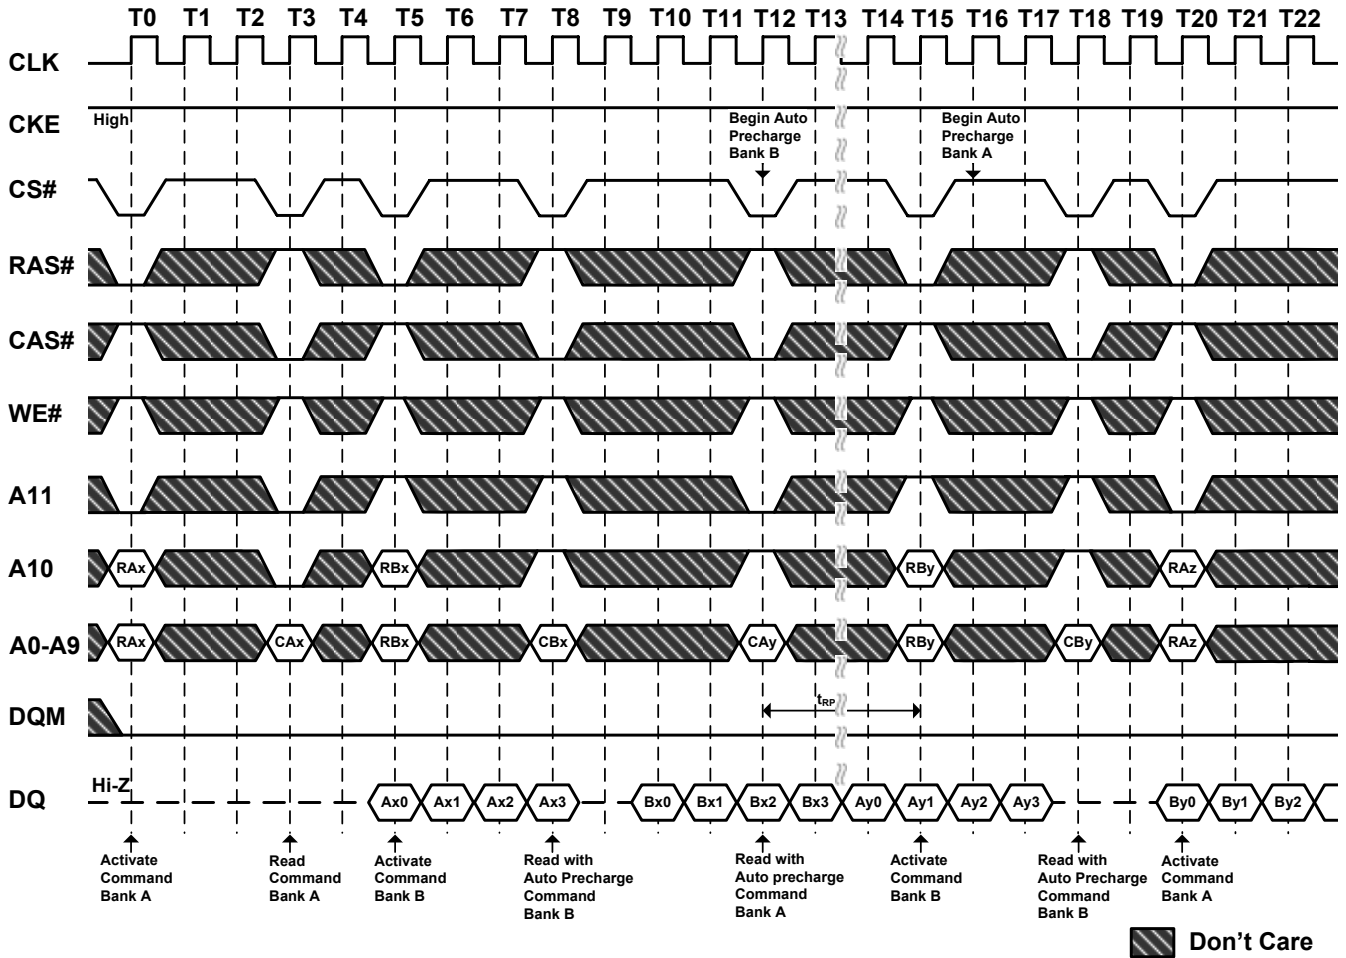 T0 T1 T2 T3 T4 T5 T6 T7 T8 T9 T10 T11 T12 T13 T14 T15 T16 T17 T18 T19 T20 T21 T22
CLK
CKE
High
Begin Auto
Precharge
Bank B
Begin Auto
Precharge
Bank A
CS#
RAS#
CAS#
WE#
A11
A10
RAx RBx RBy RAz
A0-A9
RAx CAx RBx CBx CAy RBy CBy RAz
DQM
tRP
DQ
Hi-Z
Ax0 Ax1 Ax2 Ax3 Bx0 Bx1 Bx2 Bx3 Ay0 Ay1 Ay2 Ay3 By0 By1 By2
Activate
Command
Bank A
Read
Command
Bank A
Activate
Command
Bank B
Read with
Auto Precharge
Command
Bank B
Read with
Auto precharge
Command
Bank A
Activate
Command
Bank B
Read with
Auto Precharge
Command
Bank B
Activate
Command
Bank A
Don't Care